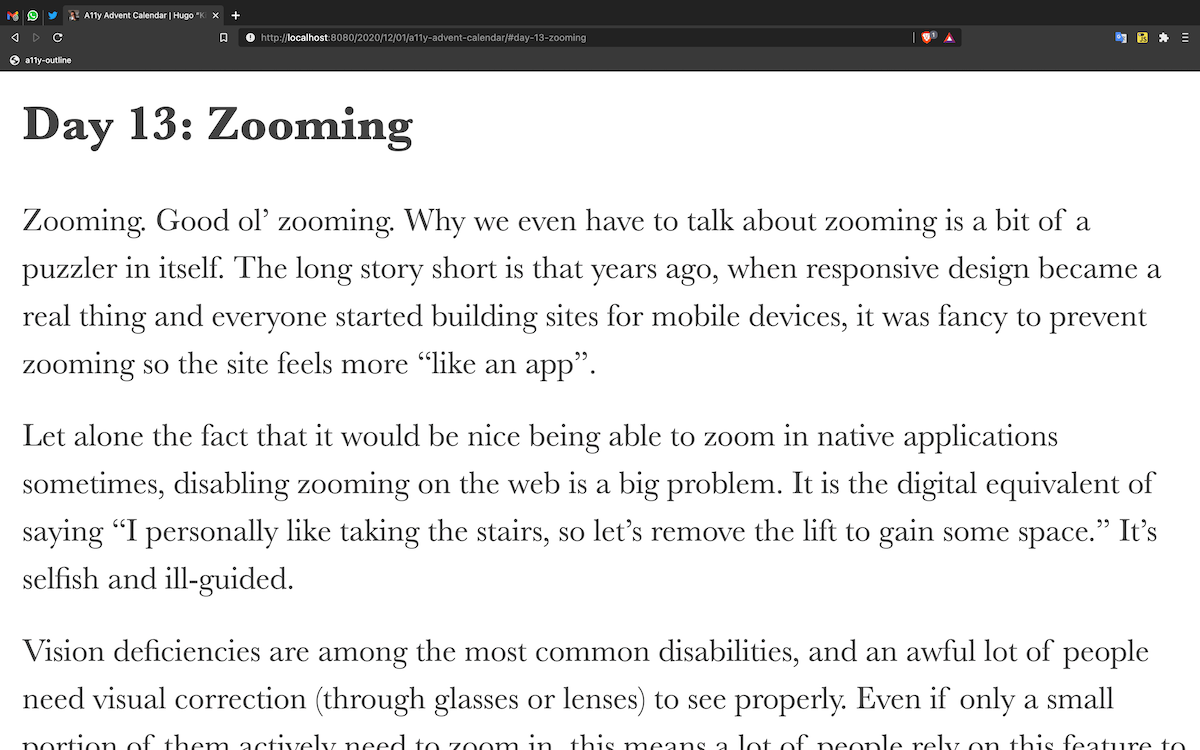 A11y Advent Calendar | Hugo “K
http://localhost:8080/2020/12/01/a11y-advent-calendar/#day-13-zooming
a11y-outline
Day 13: Zooming
Zooming. Good ol’ zooming. Why we even have to talk about zooming is a bit of a
puzzler in itself. The long story short is that years ago, when responsive design became a
real thing and everyone started building sites for mobile devices, it was fancy to prevent
zooming so the site feels more “like an app”.
Let alone the fact that it would be nice being able to zoom in native applications
sometimes, disabling zooming on the web is a big problem. It is the digital equivalent of
saying “I personally like taking the stairs, so let’s remove the lift to gain some space.” It’s
selfish and ill-guided.
Vision deficiencies are among the most common disabilities, and an awful lot of people
need visual correction (through glasses or lenses) to see properly. Even if only a small
portion of them actively need to zoom in, this means a lot of people rely on this feature to